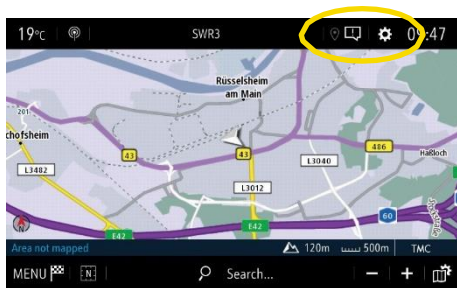 19°C SWR3 09:47
Rüsselsheim
am Main
201
chofsheim
43
43
486
Haßloch
L3482
L3040
L3012
60
E42
E42
Area not mapped 120m 500m TMC
MENU N Search... − +